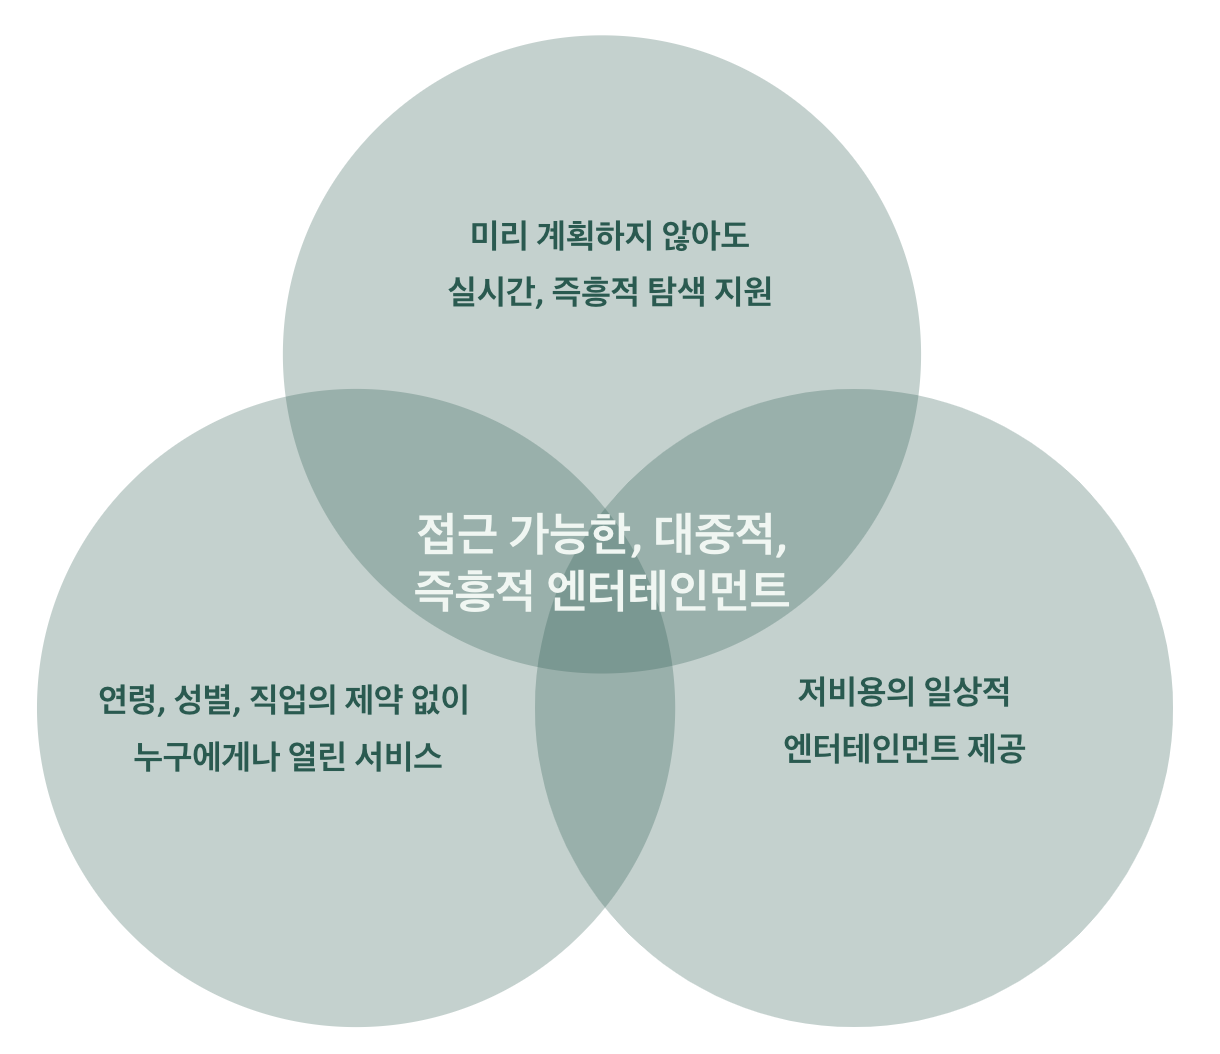 미리 계획하지 않아도
실시간, 즉흥적 탐색 지원
접근 가능한, 대중적,
즉흥적 엔터테인먼트
연령, 성별, 직업의 제약 없이
누구에게나 열린 서비스
저비용의 일상적
엔터테인먼트 제공